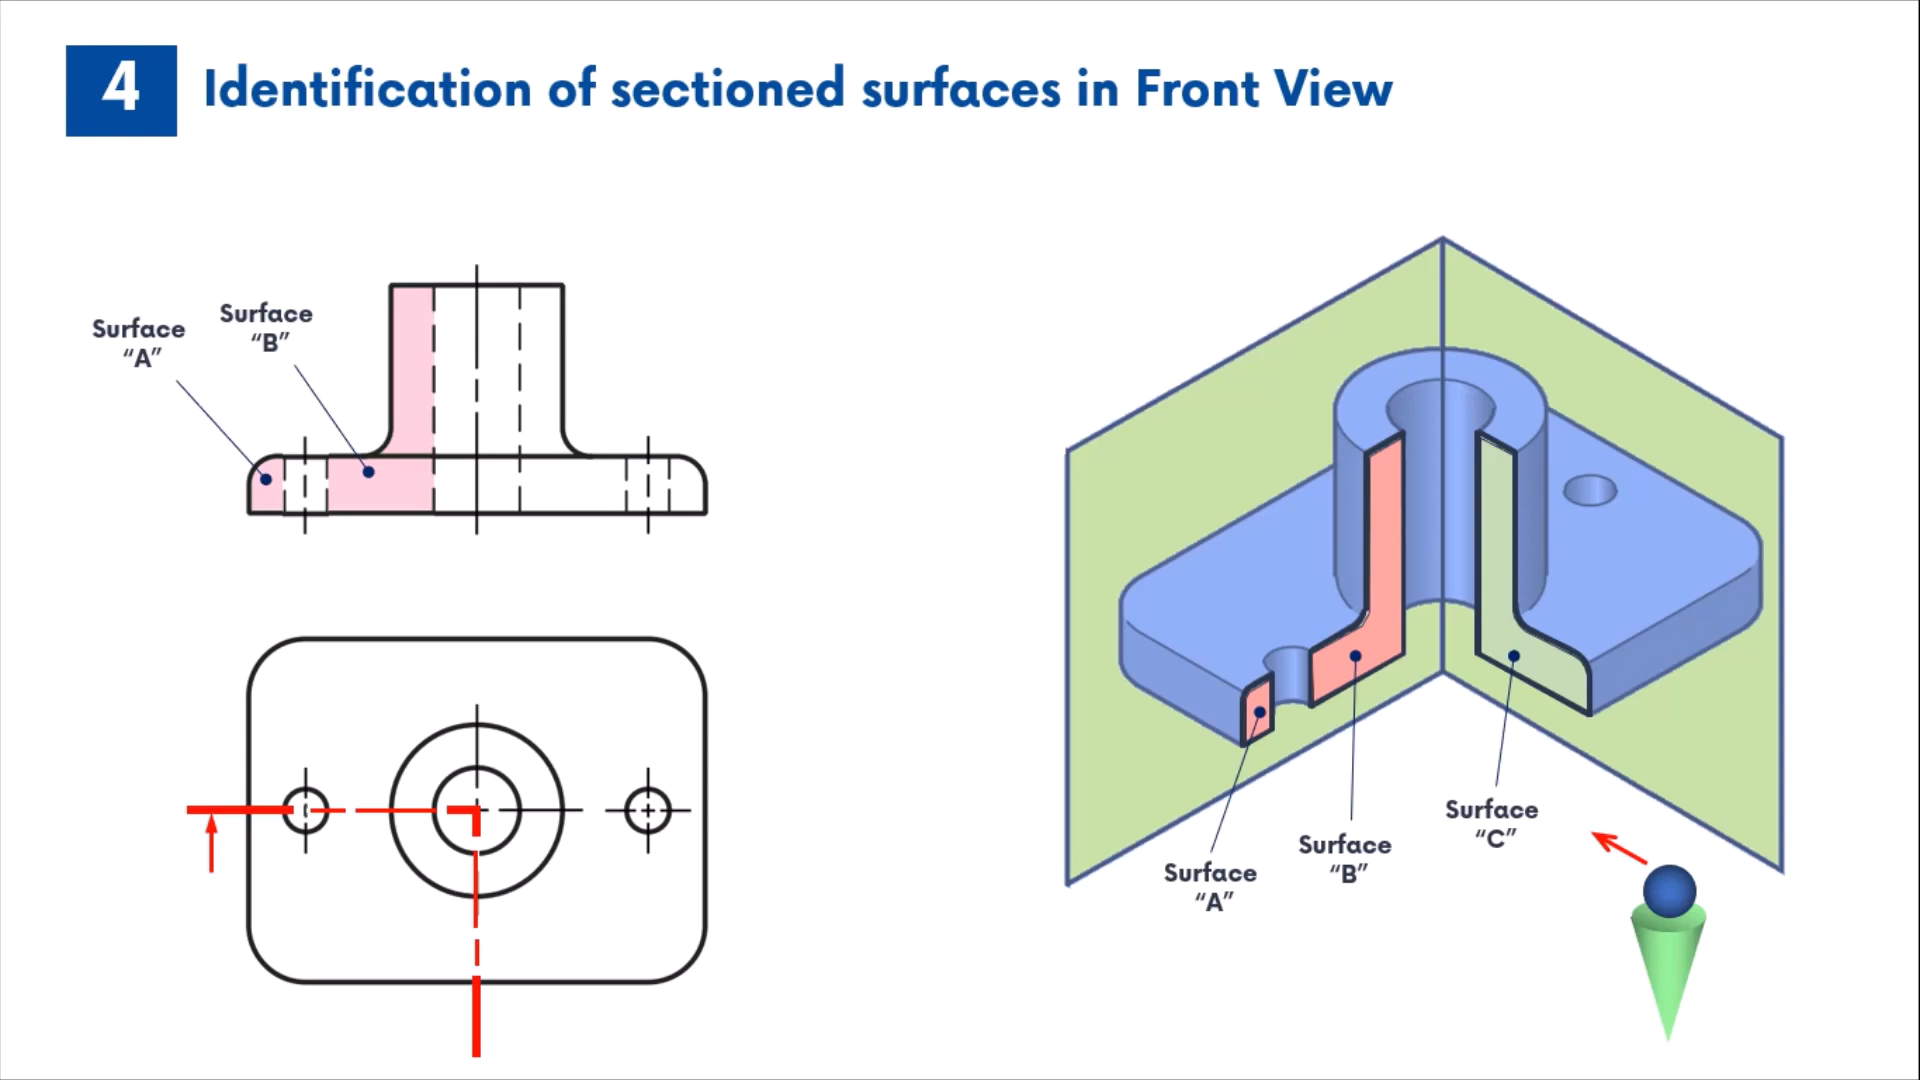 4
Identification of sectioned surfaces in Front View
Surface
“A”
Surface
“B”
Surface
“A”
Surface
“B”
Surface
“C”